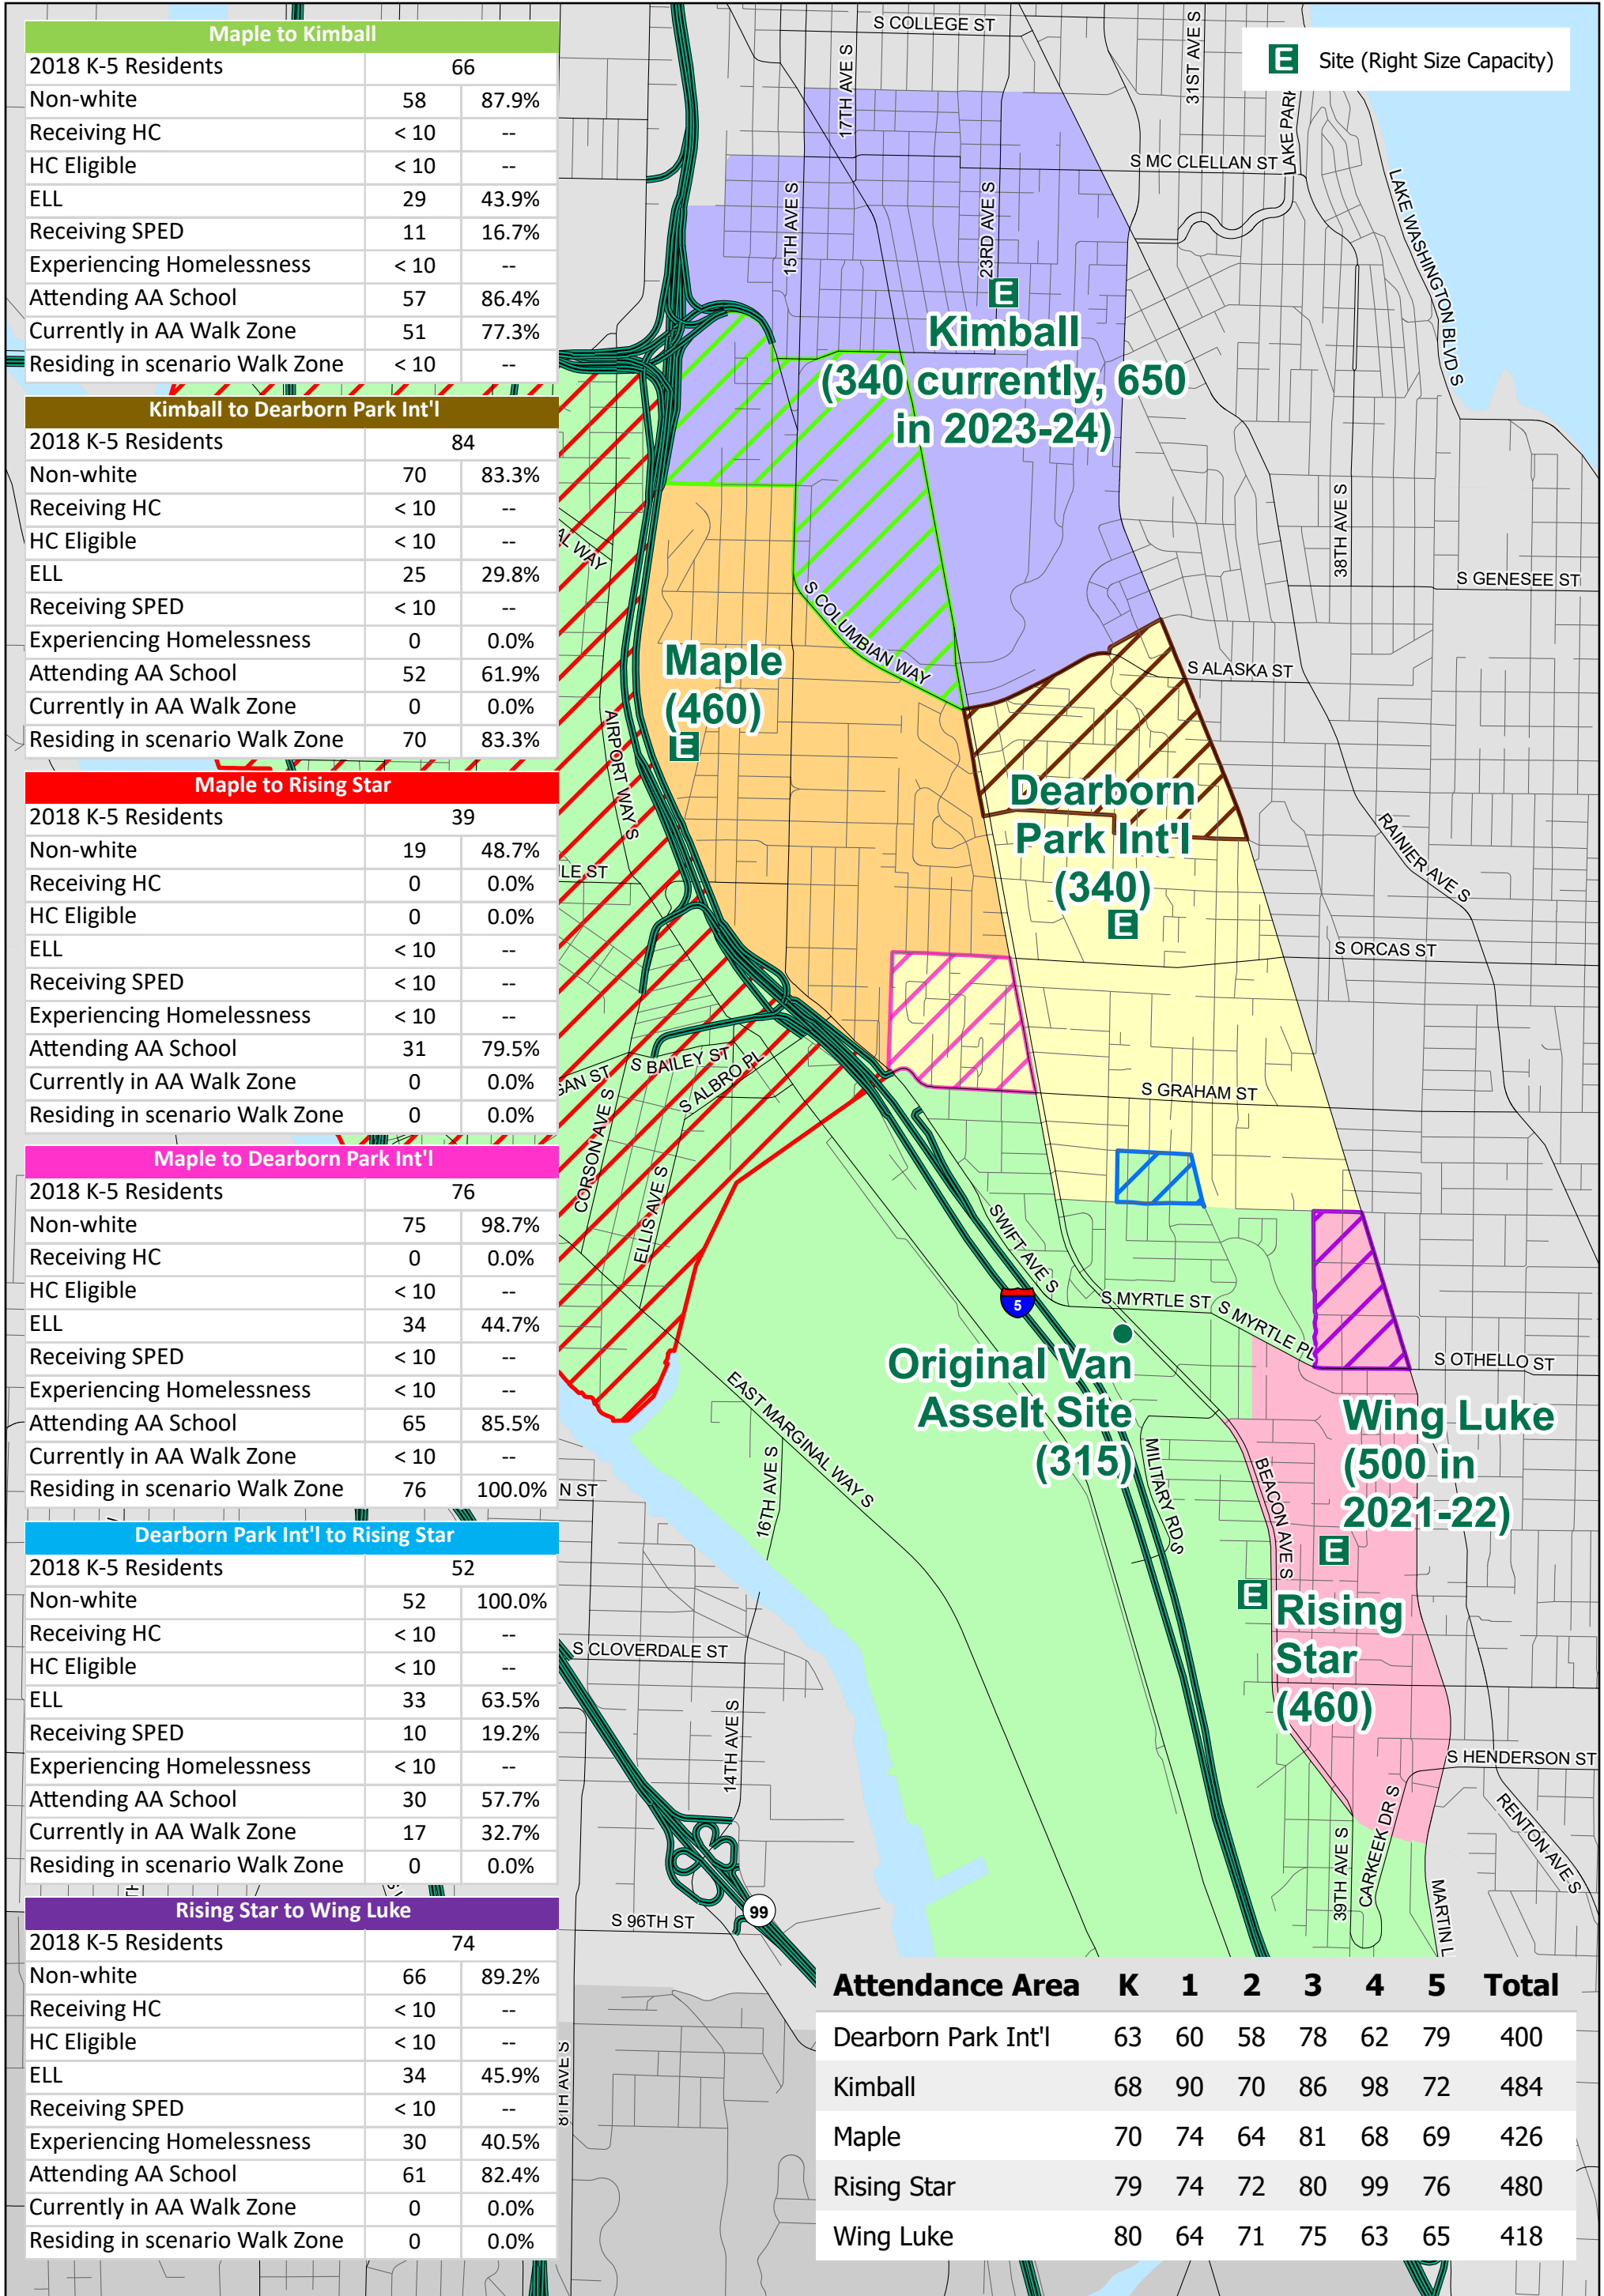 Maple to Kimball
2018 K-5 Residents 66
Non-white 58 87.9%
Receiving HC < 10 --
HC Eligible < 10 --
ELL 29 43.9%
Receiving SPED 11 16.7%
Experiencing Homelessness < 10 --
Attending AA School 57 86.4%
Currently in AA Walk Zone 51 77.3%
Residing in scenario Walk Zone < 10 --
Kimball to Dearborn Park Int'l
2018 K-5 Residents 84
Non-white 70 83.3%
Receiving HC < 10 --
HC Eligible < 10 --
ELL 25 29.8%
Receiving SPED < 10 --
Experiencing Homelessness 0 0.0%
Attending AA School 52 61.9%
Currently in AA Walk Zone 0 0.0%
Residing in scenario Walk Zone 70 83.3%
Maple to Rising Star
2018 K-5 Residents 39
Non-white 19 48.7%
Receiving HC 0 0.0%
HC Eligible 0 0.0%
ELL < 10 --
Receiving SPED < 10 --
Experiencing Homelessness < 10 --
Attending AA School 31 79.5%
Currently in AA Walk Zone 0 0.0%
Residing in scenario Walk Zone 0 0.0%
Maple to Dearborn Park Int'l
2018 K-5 Residents 76
Non-white 75 98.7%
Receiving HC 0 0.0%
HC Eligible < 10 --
ELL 34 44.7%
Receiving SPED < 10 --
Experiencing Homelessness < 10 --
Attending AA School 65 85.5%
Currently in AA Walk Zone < 10 --
Residing in scenario Walk Zone 76 100.0%
Dearborn Park Int'l to Rising Star
2018 K-5 Residents 52
Non-white 52 100.0%
Receiving HC < 10 --
HC Eligible < 10 --
ELL 33 63.5%
Receiving SPED 10 19.2%
Experiencing Homelessness < 10 --
Attending AA School 30 57.7%
Currently in AA Walk Zone 17 32.7%
Residing in scenario Walk Zone 0 0.0%
Rising Star to Wing Luke
2018 K-5 Residents 74
Non-white 66 89.2%
Receiving HC < 10 --
HC Eligible < 10 --
ELL 34 45.9%
Receiving SPED < 10 --
Experiencing Homelessness 30 40.5%
Attending AA School 61 82.4%
Currently in AA Walk Zone 0 0.0%
Residing in scenario Walk Zone 0 0.0%
E Site (Right Size Capacity)
S COLLEGE ST
17TH AVE S
31ST AVE S
LAKE PARK
S MC CLELLAN ST
LAKE WASHINGTON BLVD S
15TH AVE S
23RD AVE S
E
Kimball
(340 currently, 650
in 2023-24)
38TH AVE S
S GENESEE ST
AL WAY
S COLUMBIAN WAY
S ALASKA ST
Maple
(460)
E
AIRPORT WAY S
Dearborn
Park Int'l
(340)
E
RAINIER AVE S
LE ST
S ORCAS ST
S BAILEY ST
S ALBRO PL
GAN ST
CORSON AVE S
ELLIS AVE S
S GRAHAM ST
SWIFT AVE S
5
S MYRTLE ST
S MYRTLE PL
S OTHELLO ST
Original Van
Asselt Site
(315)
EAST MARGINAL WAY S
MILITARY RD S
BEACON AVE S
Wing Luke
(500 in
2021-22)
E
E
Rising
Star
(460)
N ST
16TH AVE S
S CLOVERDALE ST
14TH AVE S
S HENDERSON ST
RENTON AVE S
39TH AVE S
CARKEEK DR S
MARTIN L
99
S 96TH ST
8TH AVE S
Attendance Area K 1 2 3 4 5 Total
Dearborn Park Int'l 63 60 58 78 62 79 400
Kimball 68 90 70 86 98 72 484
Maple 70 74 64 81 68 69 426
Rising Star 79 74 72 80 99 76 480
Wing Luke 80 64 71 75 63 65 418